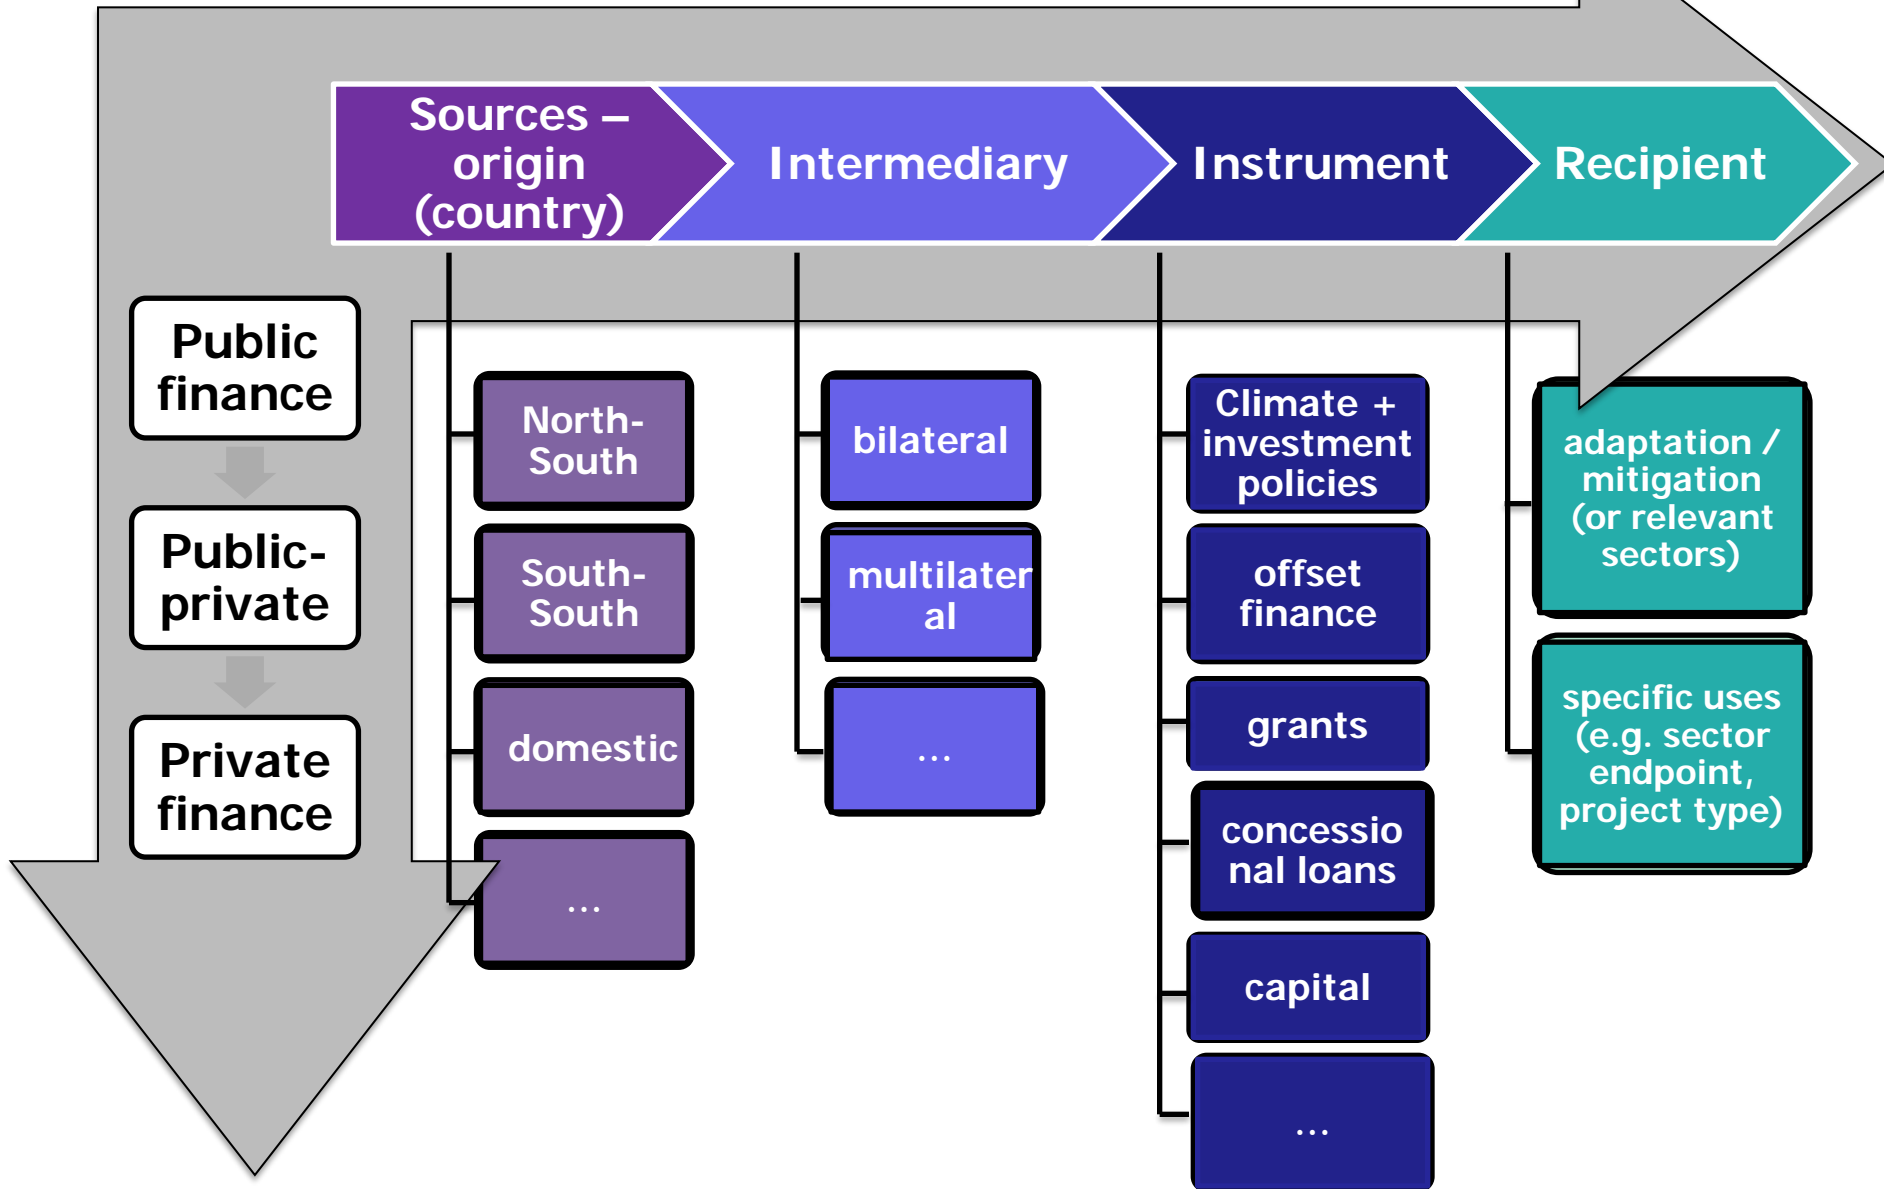 Sources –
origin
(country)
Intermediary
Instrument
Recipient
Public
finance
Public-
private
Private
finance
North-
South
South-
South
domestic
...
bilateral
multilater
al
...
Climate +
investment
policies
offset
finance
grants
concessio
nal loans
capital
...
adaptation /
mitigation
(or relevant
sectors)
specific uses
(e.g. sector
endpoint,
project type)